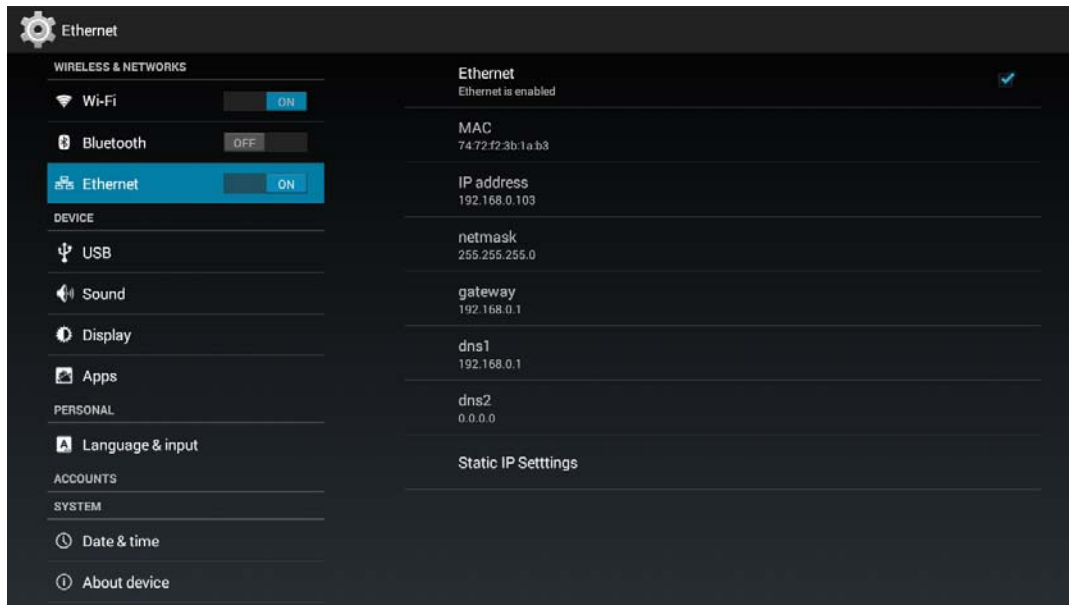 Ethernet
WIRELESS & NETWORKS
Wi-Fi ON
Bluetooth OFF
Ethernet ON
DEVICE
USB
Sound
Display
Apps
PERSONAL
Language & input
ACCOUNTS
SYSTEM
Date & time
About device
Ethernet
Ethernet is enabled
MAC
74:72:f2:3b:1a:b3
IP address
192.168.0.103
netmask
255.255.255.0
gateway
192.168.0.1
dns1
192.168.0.1
dns2
0.0.0.0
Static IP Setttings